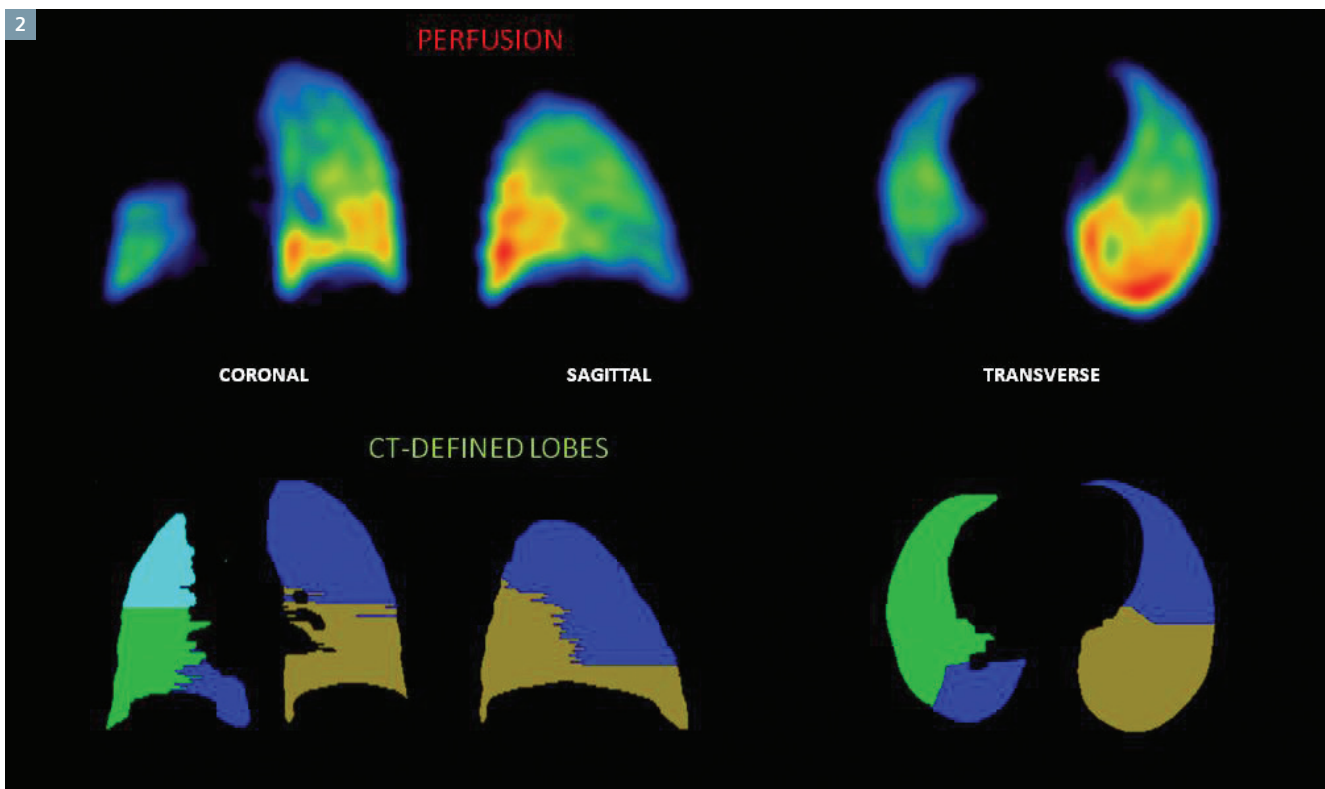 2
PERFUSION
CORONAL
SAGITTAL
TRANSVERSE
CT-DEFINED LOBES